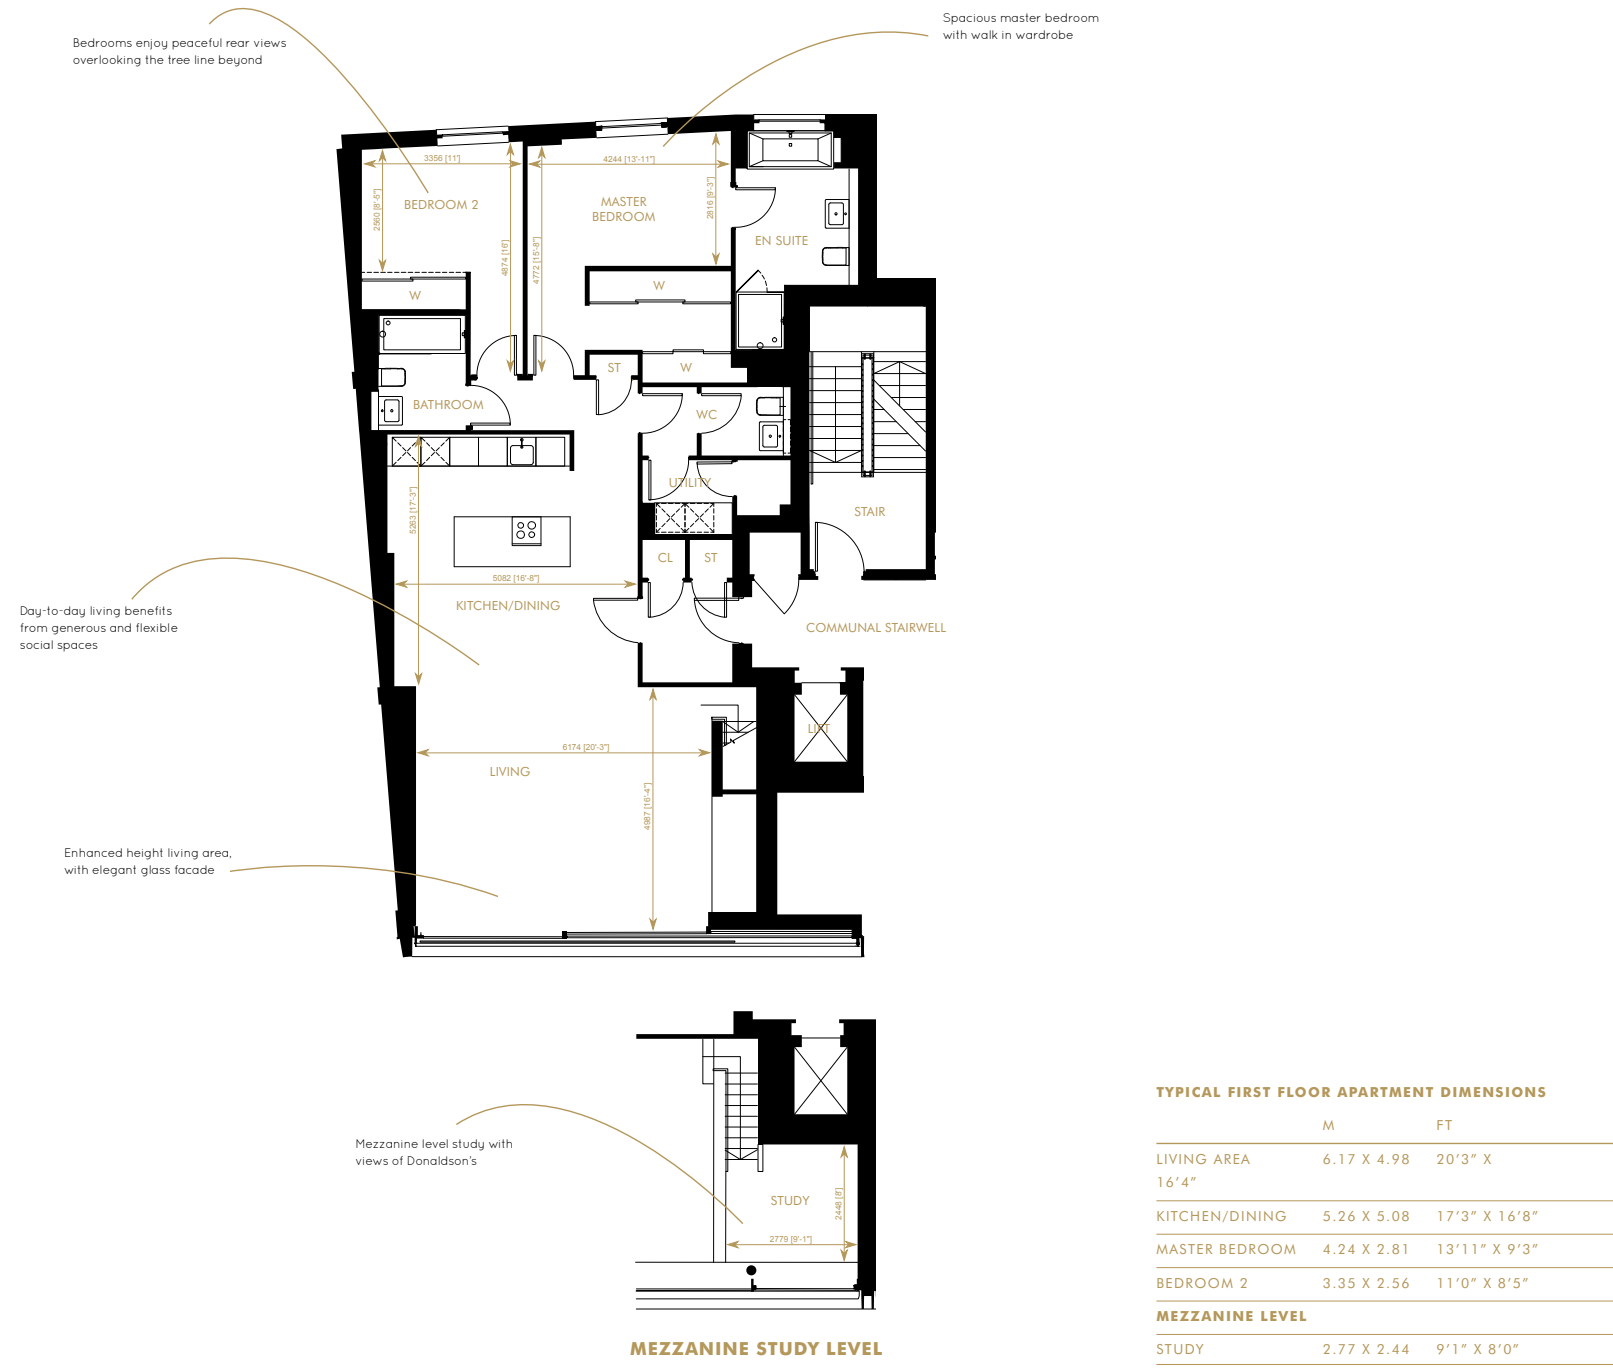 Spacious master bedroom
with walk in wardrobe
Bedrooms enjoy peaceful rear views
overlooking the tree line beyond
3356 [11']
4244 [13'-11"]
2560 [8'-5"]
4874 [16']
4772 [15'-8"]
2816 [9'-3"]
BEDROOM 2
MASTER
BEDROOM
EN SUITE
W
W
W
ST
BATHROOM
WC
UTILITY
STAIR
5263 [17'-3"]
CL
ST
5082 [16'-8"]
KITCHEN/DINING
COMMUNAL STAIRWELL
Day-to-day living benefits
from generous and flexible
social spaces
LIFT
6174 [20'-3"]
LIVING
4987 [16'-4"]
Enhanced height living area,
with elegant glass facade
Mezzanine level study with
views of Donaldson's
STUDY
2448 [8']
2779 [9'-1"]
MEZZANINE STUDY LEVEL
TYPICAL FIRST FLOOR APARTMENT DIMENSIONS
M FT
LIVING AREA 6.17 X 4.98 20'3" X
16'4"
KITCHEN/DINING 5.26 X 5.08 17'3" X 16'8"
MASTER BEDROOM 4.24 X 2.81 13'11" X 9'3"
BEDROOM 2 3.35 X 2.56 11'0" X 8'5"
MEZZANINE LEVEL
STUDY 2.77 X 2.44 9'1" X 8'0"